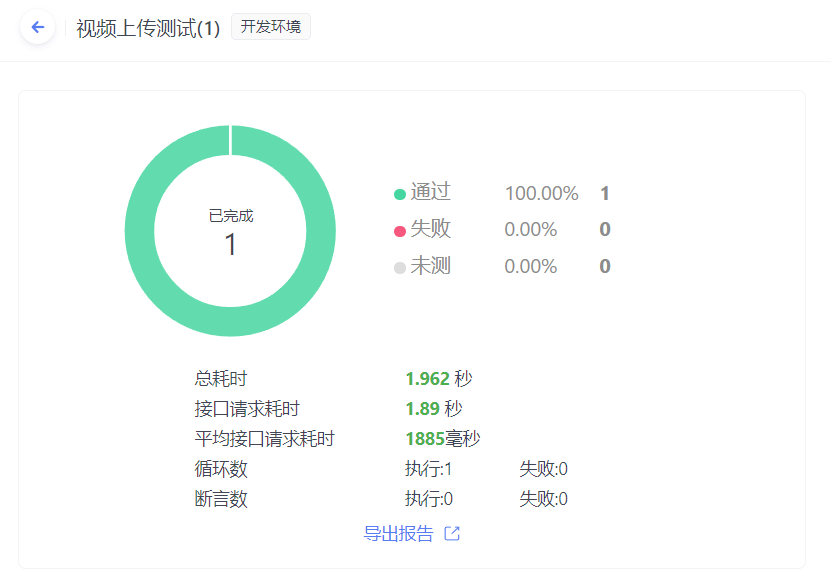 视频上传测试(1) 开发环境
已完成
1
通过 100.00% 1
失败 0.00% 0
未测 0.00% 0
总耗时 1.962 秒
接口请求耗时 1.89 秒
平均接口请求耗时 1885毫秒
循环数 执行:1 失败:0
断言数 执行:0 失败:0
导出报告